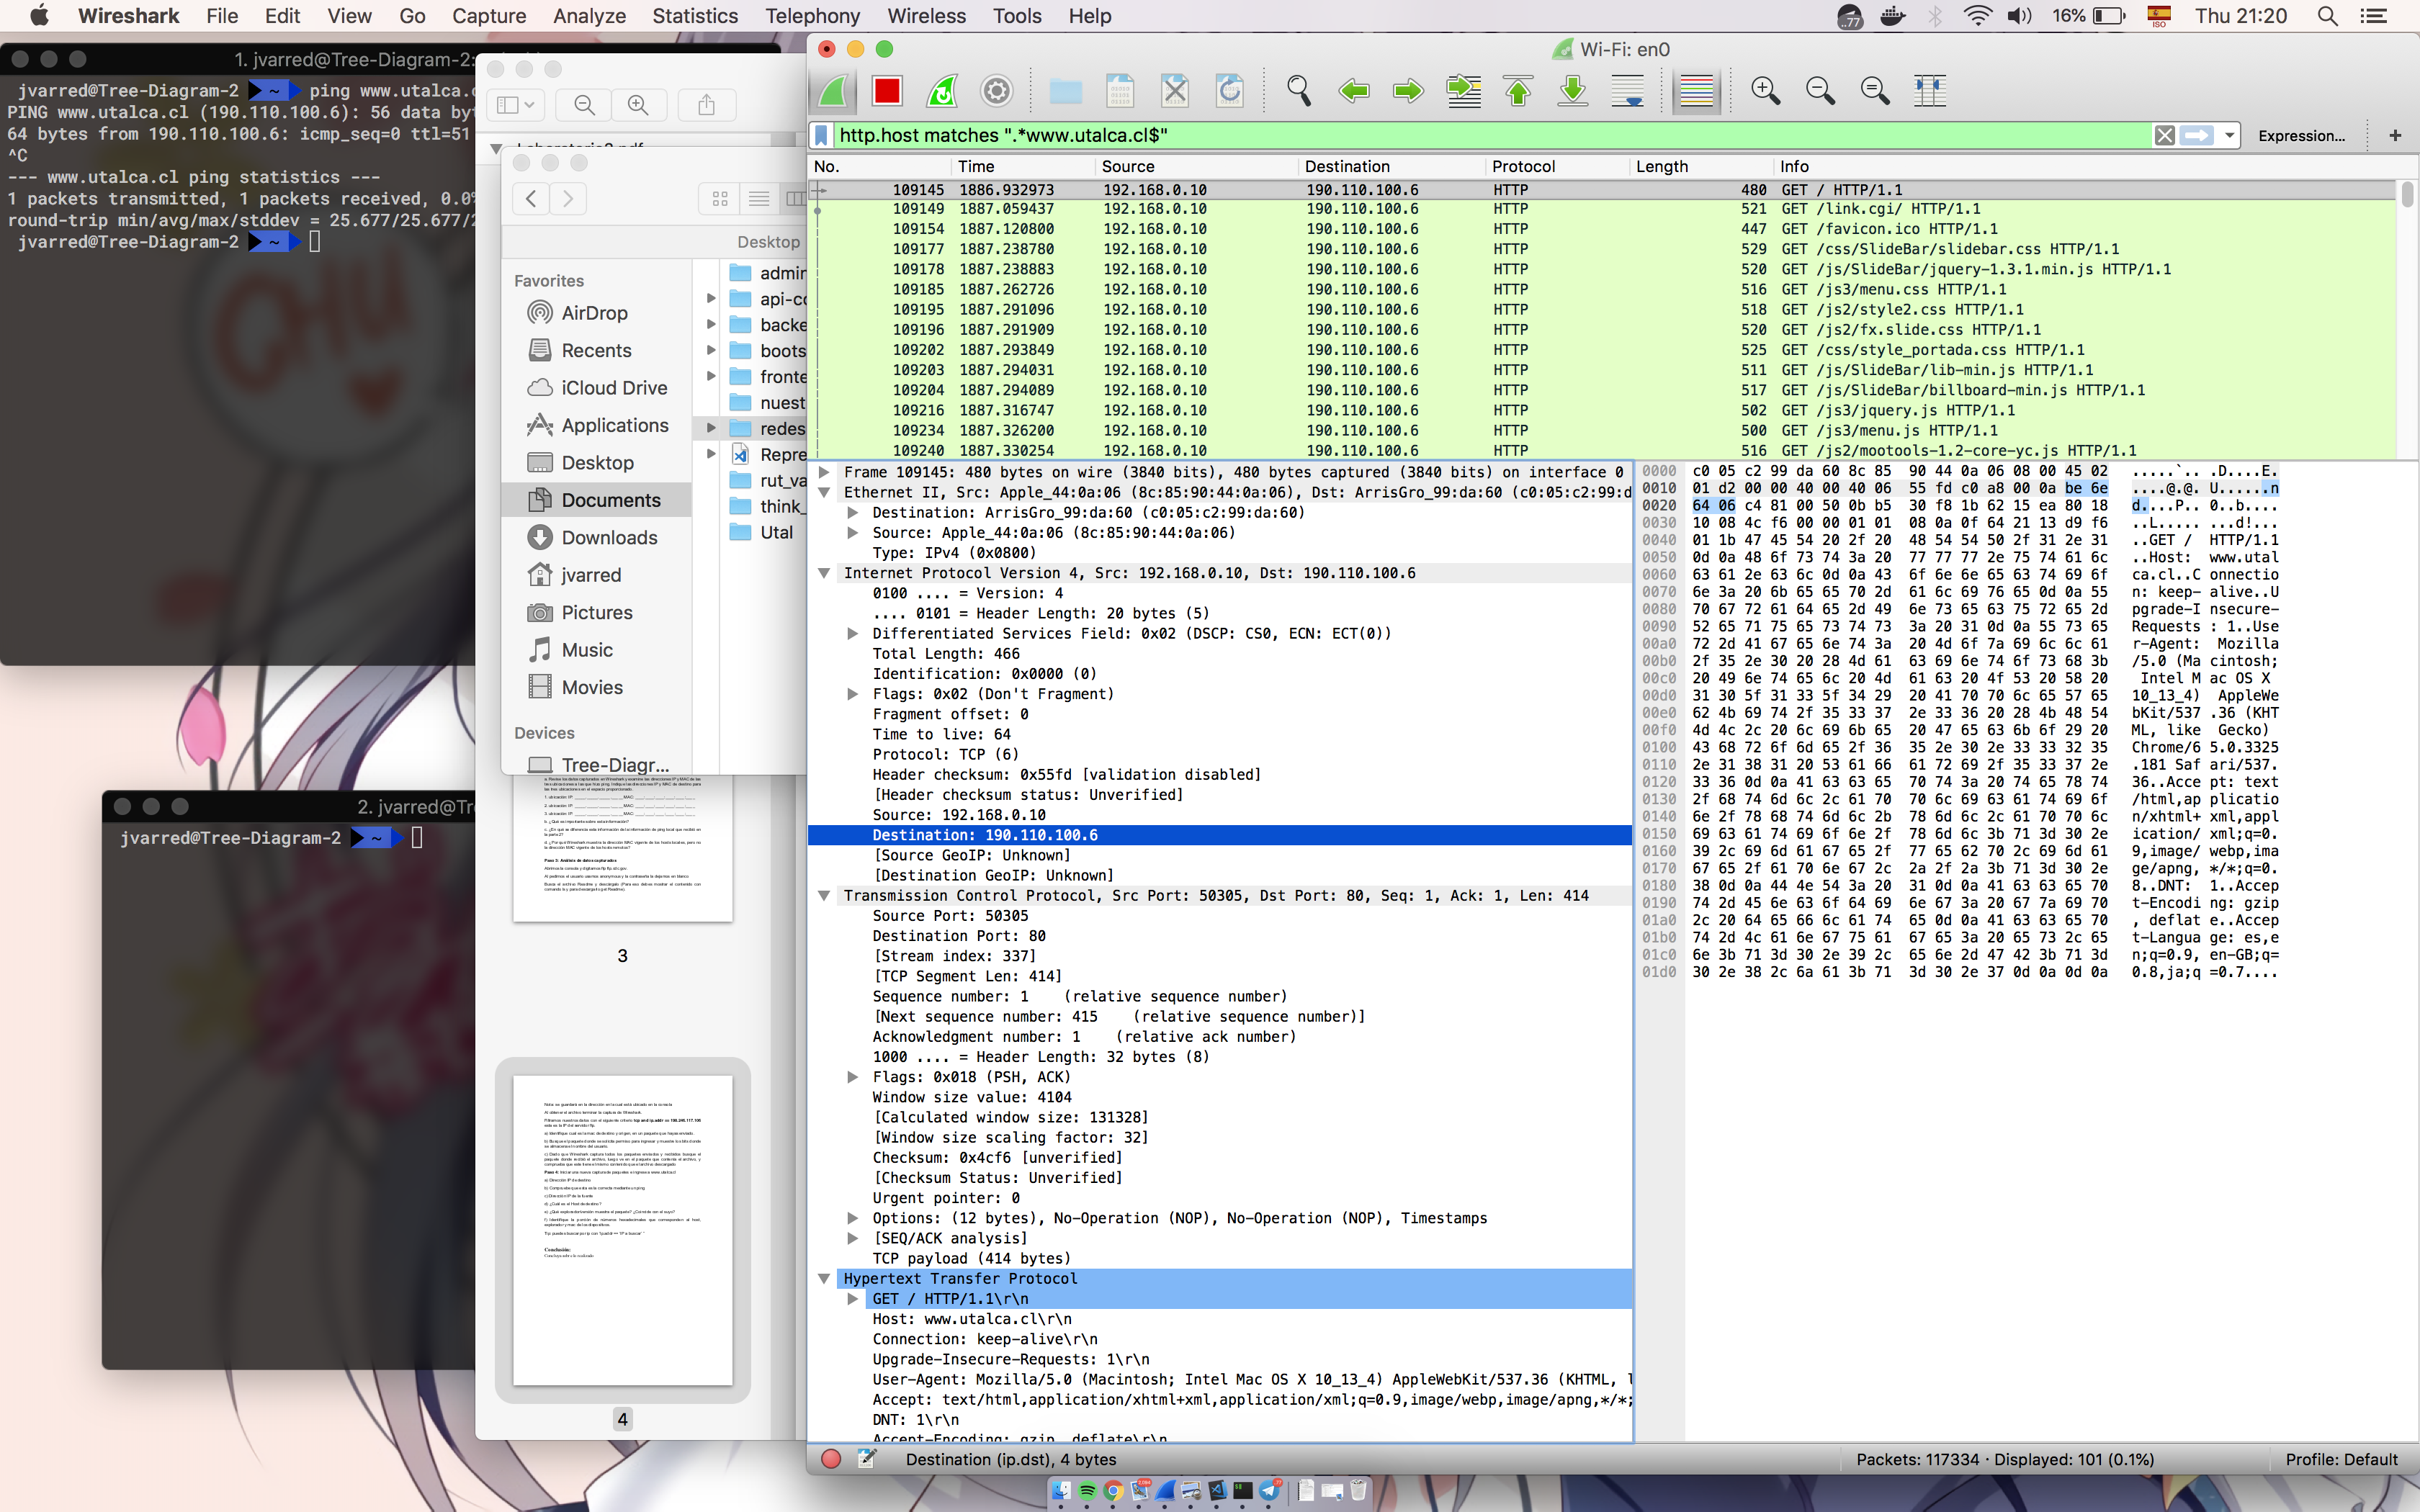 Wireshark File Edit View Go Capture Analyze Statistics Telephony Wireless Tools Help
..77 16% ISO Thu 21:20
1. jvarred@Tree-Diagram-2:
jvarred@Tree-Diagram-2 ~ ping www.utalca.c
PING www.utalca.cl (190.110.100.6): 56 data byt
64 bytes from 190.110.100.6: icmp_seq=0 ttl=51
^C
--- www.utalca.cl ping statistics ---
1 packets transmitted, 1 packets received, 0.0%
round-trip min/avg/max/stddev = 25.677/25.677/2
jvarred@Tree-Diagram-2 ~
2. jvarred@Tr
jvarred@Tree-Diagram-2 ~
Desktop
Favorites
AirDrop
Recents
iCloud Drive
Applications
Desktop
Documents
Downloads
jvarred
Pictures
Music
Movies
Devices
Tree-Diagr...
admin
api-co
backe
boots
fronte
nuest
redes
Repre
rut_va
think_
Utal
3
4
Wi-Fi: en0
http.host matches ".*www.utalca.cl$"
Expression... +
No. Time Source Destination Protocol Length Info
109145 1886.932973 192.168.0.10 190.110.100.6 HTTP 480 GET / HTTP/1.1
109149 1887.059437 192.168.0.10 190.110.100.6 HTTP 521 GET /link.cgi/ HTTP/1.1
109154 1887.120800 192.168.0.10 190.110.100.6 HTTP 447 GET /favicon.ico HTTP/1.1
109177 1887.238780 192.168.0.10 190.110.100.6 HTTP 529 GET /css/SlideBar/slidebar.css HTTP/1.1
109178 1887.238883 192.168.0.10 190.110.100.6 HTTP 520 GET /js/SlideBar/jquery-1.3.1.min.js HTTP/1.1
109185 1887.262726 192.168.0.10 190.110.100.6 HTTP 516 GET /js3/menu.css HTTP/1.1
109195 1887.291096 192.168.0.10 190.110.100.6 HTTP 518 GET /js2/style2.css HTTP/1.1
109196 1887.291909 192.168.0.10 190.110.100.6 HTTP 520 GET /js2/fx.slide.css HTTP/1.1
109202 1887.293849 192.168.0.10 190.110.100.6 HTTP 525 GET /css/style_portada.css HTTP/1.1
109203 1887.294031 192.168.0.10 190.110.100.6 HTTP 511 GET /js/SlideBar/lib-min.js HTTP/1.1
109204 1887.294089 192.168.0.10 190.110.100.6 HTTP 517 GET /js/SlideBar/billboard-min.js HTTP/1.1
109216 1887.316747 192.168.0.10 190.110.100.6 HTTP 502 GET /js3/jquery.js HTTP/1.1
109234 1887.326200 192.168.0.10 190.110.100.6 HTTP 500 GET /js3/menu.js HTTP/1.1
109240 1887.330254 192.168.0.10 190.110.100.6 HTTP 516 GET /js2/mootools-1.2-core-yc.js HTTP/1.1
Frame 109145: 480 bytes on wire (3840 bits), 480 bytes captured (3840 bits) on interface 0
Ethernet II, Src: Apple_44:0a:06 (8c:85:90:44:0a:06), Dst: ArrisGro_99:da:60 (c0:05:c2:99:d
Destination: ArrisGro_99:da:60 (c0:05:c2:99:da:60)
Source: Apple_44:0a:06 (8c:85:90:44:0a:06)
Type: IPv4 (0x0800)
Internet Protocol Version 4, Src: 192.168.0.10, Dst: 190.110.100.6
0100 .... = Version: 4
.... 0101 = Header Length: 20 bytes (5)
Differentiated Services Field: 0x02 (DSCP: CS0, ECN: ECT(0))
Total Length: 466
Identification: 0x0000 (0)
Flags: 0x02 (Don't Fragment)
Fragment offset: 0
Time to live: 64
Protocol: TCP (6)
Header checksum: 0x55fd [validation disabled]
[Header checksum status: Unverified]
Source: 192.168.0.10
Destination: 190.110.100.6
[Source GeoIP: Unknown]
[Destination GeoIP: Unknown]
Transmission Control Protocol, Src Port: 50305, Dst Port: 80, Seq: 1, Ack: 1, Len: 414
Source Port: 50305
Destination Port: 80
[Stream index: 337]
[TCP Segment Len: 414]
Sequence number: 1 (relative sequence number)
[Next sequence number: 415 (relative sequence number)]
Acknowledgment number: 1 (relative ack number)
1000 .... = Header Length: 32 bytes (8)
Flags: 0x018 (PSH, ACK)
Window size value: 4104
[Calculated window size: 131328]
[Window size scaling factor: 32]
Checksum: 0x4cf6 [unverified]
[Checksum Status: Unverified]
Urgent pointer: 0
Options: (12 bytes), No-Operation (NOP), No-Operation (NOP), Timestamps
[SEQ/ACK analysis]
TCP payload (414 bytes)
Hypertext Transfer Protocol
GET / HTTP/1.1\r\n
Host: www.utalca.cl\r\n
Connection: keep-alive\r\n
Upgrade-Insecure-Requests: 1\r\n
User-Agent: Mozilla/5.0 (Macintosh; Intel Mac OS X 10_13_4) AppleWebKit/537.36 (KHTML, l
Accept: text/html,application/xhtml+xml,application/xml;q=0.9,image/webp,image/apng,*/*;
DNT: 1\r\n
Accept-Encoding: gzip, deflate\r\n
0000 c0 05 c2 99 da 60 8c 85 90 44 0a 06 08 00 45 02 .....`.. .D....E.
0010 01 d2 00 00 40 00 40 06 55 fd c0 a8 00 0a be 6e ....@.@. U......n
0020 64 06 c4 81 00 50 0b b5 30 f8 1b 62 15 ea 80 18 d....P.. 0..b....
0030 10 08 4c f6 00 00 01 01 08 0a 0f 64 21 13 d9 f6 ..L..... ...d!...
0040 01 1b 47 45 54 20 2f 20 48 54 54 50 2f 31 2e 31 ..GET / HTTP/1.1
0050 0d 0a 48 6f 73 74 3a 20 77 77 77 2e 75 74 61 6c ..Host: www.utal
0060 63 61 2e 63 6c 0d 0a 43 6f 6e 6e 65 63 74 69 6f ca.cl..C onnectio
0070 6e 3a 20 6b 65 65 70 2d 61 6c 69 76 65 0d 0a 55 n: keep- alive..U
0080 70 67 72 61 64 65 2d 49 6e 73 65 63 75 72 65 2d pgrade-I nsecure-
0090 52 65 71 75 65 73 74 73 3a 20 31 0d 0a 55 73 65 Requests : 1..Use
00a0 72 2d 41 67 65 6e 74 3a 20 4d 6f 7a 69 6c 6c 61 r-Agent: Mozilla
00b0 2f 35 2e 30 20 28 4d 61 63 69 6e 74 6f 73 68 3b /5.0 (Ma cintosh;
00c0 20 49 6e 74 65 6c 20 4d 61 63 20 4f 53 20 58 20 Intel M ac OS X
00d0 31 30 5f 31 33 5f 34 29 20 41 70 70 6c 65 57 65 10_13_4) AppleWe
00e0 62 4b 69 74 2f 35 33 37 2e 33 36 20 28 4b 48 54 bKit/537 .36 (KHT
00f0 4d 4c 2c 20 6c 69 6b 65 20 47 65 63 6b 6f 29 20 ML, like Gecko)
0100 43 68 72 6f 6d 65 2f 36 35 2e 30 2e 33 33 32 35 Chrome/6 5.0.3325
0110 2e 31 38 31 20 53 61 66 61 72 69 2f 35 33 37 2e .181 Saf ari/537.
0120 33 36 0d 0a 41 63 63 65 70 74 3a 20 74 65 78 74 36..Acce pt: text
0130 2f 68 74 6d 6c 2c 61 70 70 6c 69 63 61 74 69 6f /html,ap plicatio
0140 6e 2f 78 68 74 6d 6c 2b 78 6d 6c 2c 61 70 70 6c n/xhtml+ xml,appl
0150 69 63 61 74 69 6f 6e 2f 78 6d 6c 3b 71 3d 30 2e ication/ xml;q=0.
0160 39 2c 69 6d 61 67 65 2f 77 65 62 70 2c 69 6d 61 9,image/ webp,ima
0170 67 65 2f 61 70 6e 67 2c 2a 2f 2a 3b 71 3d 30 2e ge/apng, */*;q=0.
0180 38 0d 0a 44 4e 54 3a 20 31 0d 0a 41 63 63 65 70 8..DNT: 1..Accep
0190 74 2d 45 6e 63 6f 64 69 6e 67 3a 20 67 7a 69 70 t-Encodi ng: gzip
01a0 2c 20 64 65 66 6c 61 74 65 0d 0a 41 63 63 65 70 , deflat e..Accep
01b0 74 2d 4c 61 6e 67 75 61 67 65 3a 20 65 73 2c 65 t-Langua ge: es,e
01c0 6e 3b 71 3d 30 2e 39 2c 65 6e 2d 47 42 3b 71 3d n;q=0.9, en-GB;q=
01d0 30 2e 38 2c 6a 61 3b 71 3d 30 2e 37 0d 0a 0d 0a 0.8,ja;q =0.7....
Destination (ip.dst), 4 bytes
Packets: 117334 · Displayed: 101 (0.1%)
Profile: Default